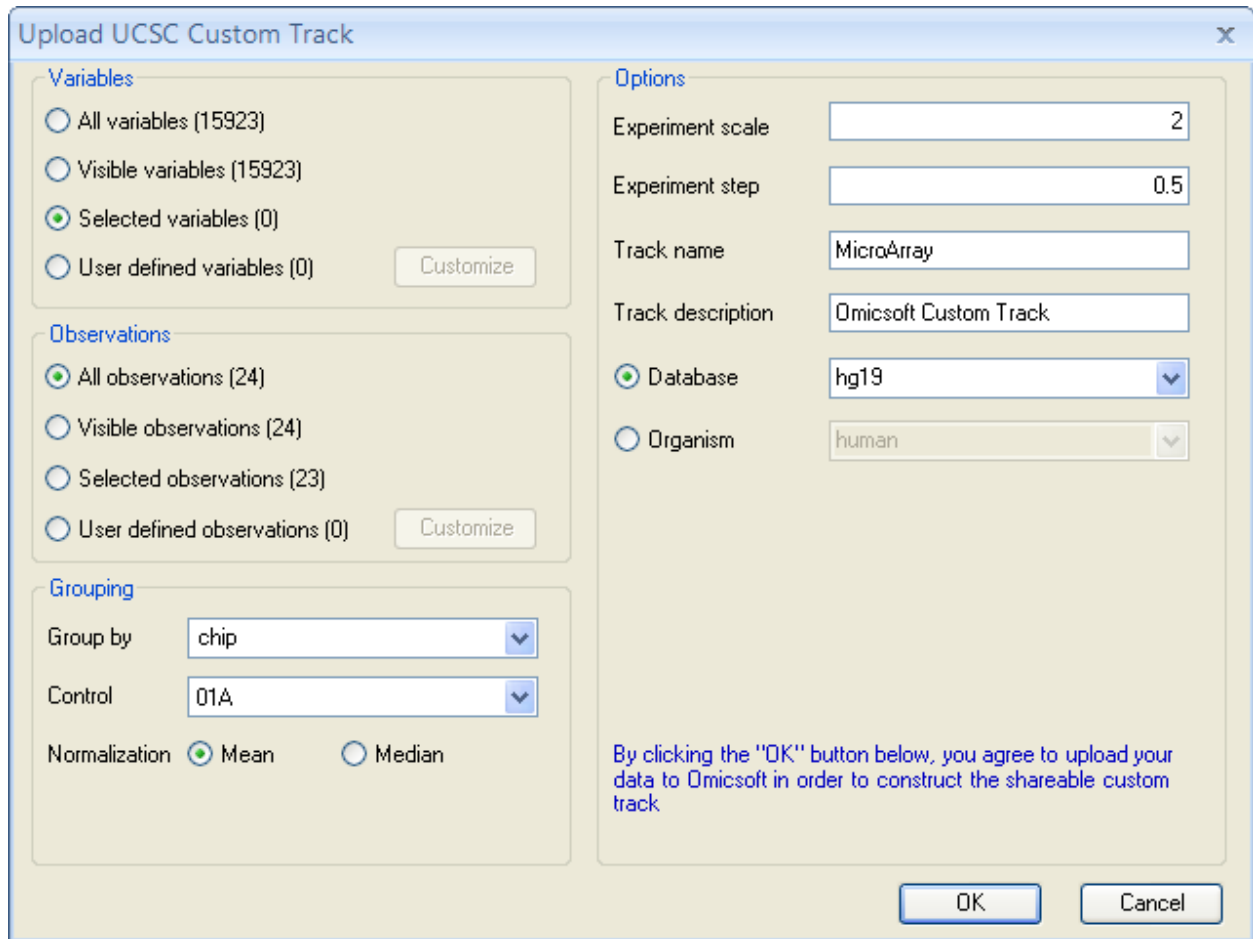 Upload UCSC Custom Track
Variables
All variables (15923)
Visible variables (15923)
Selected variables (0)
User defined variables (0) Customize
Observations
All observations (24)
Visible observations (24)
Selected observations (23)
User defined observations (0) Customize
Grouping
Group by chip
Control 01A
Normalization Mean Median
Options
Experiment scale 2
Experiment step 0.5
Track name MicroArray
Track description Omicsoft Custom Track
Database hg19
Organism human
By clicking the "OK" button below, you agree to upload your
data to Omicsoft in order to construct the shareable custom
track
OK Cancel